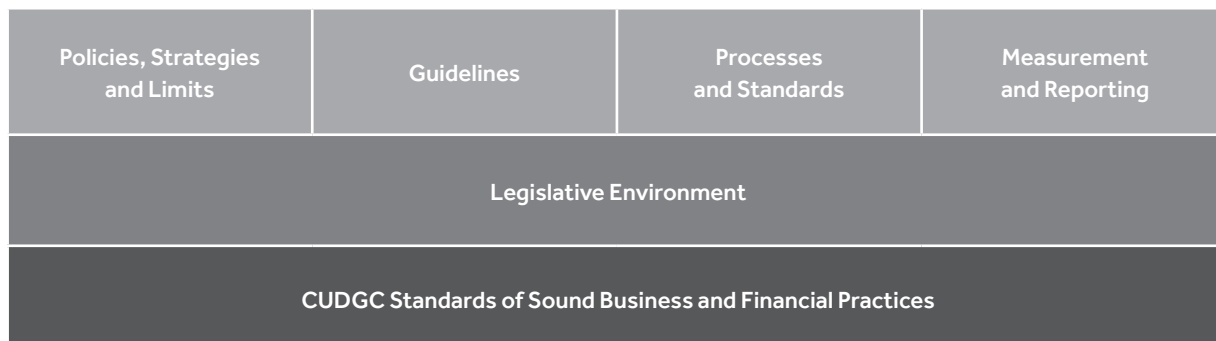 Policies, Strategies
and Limits
Guidelines
Processes
and Standards
Measurement
and Reporting
Legislative Environment
CUDGC Standards of Sound Business and Financial Practices